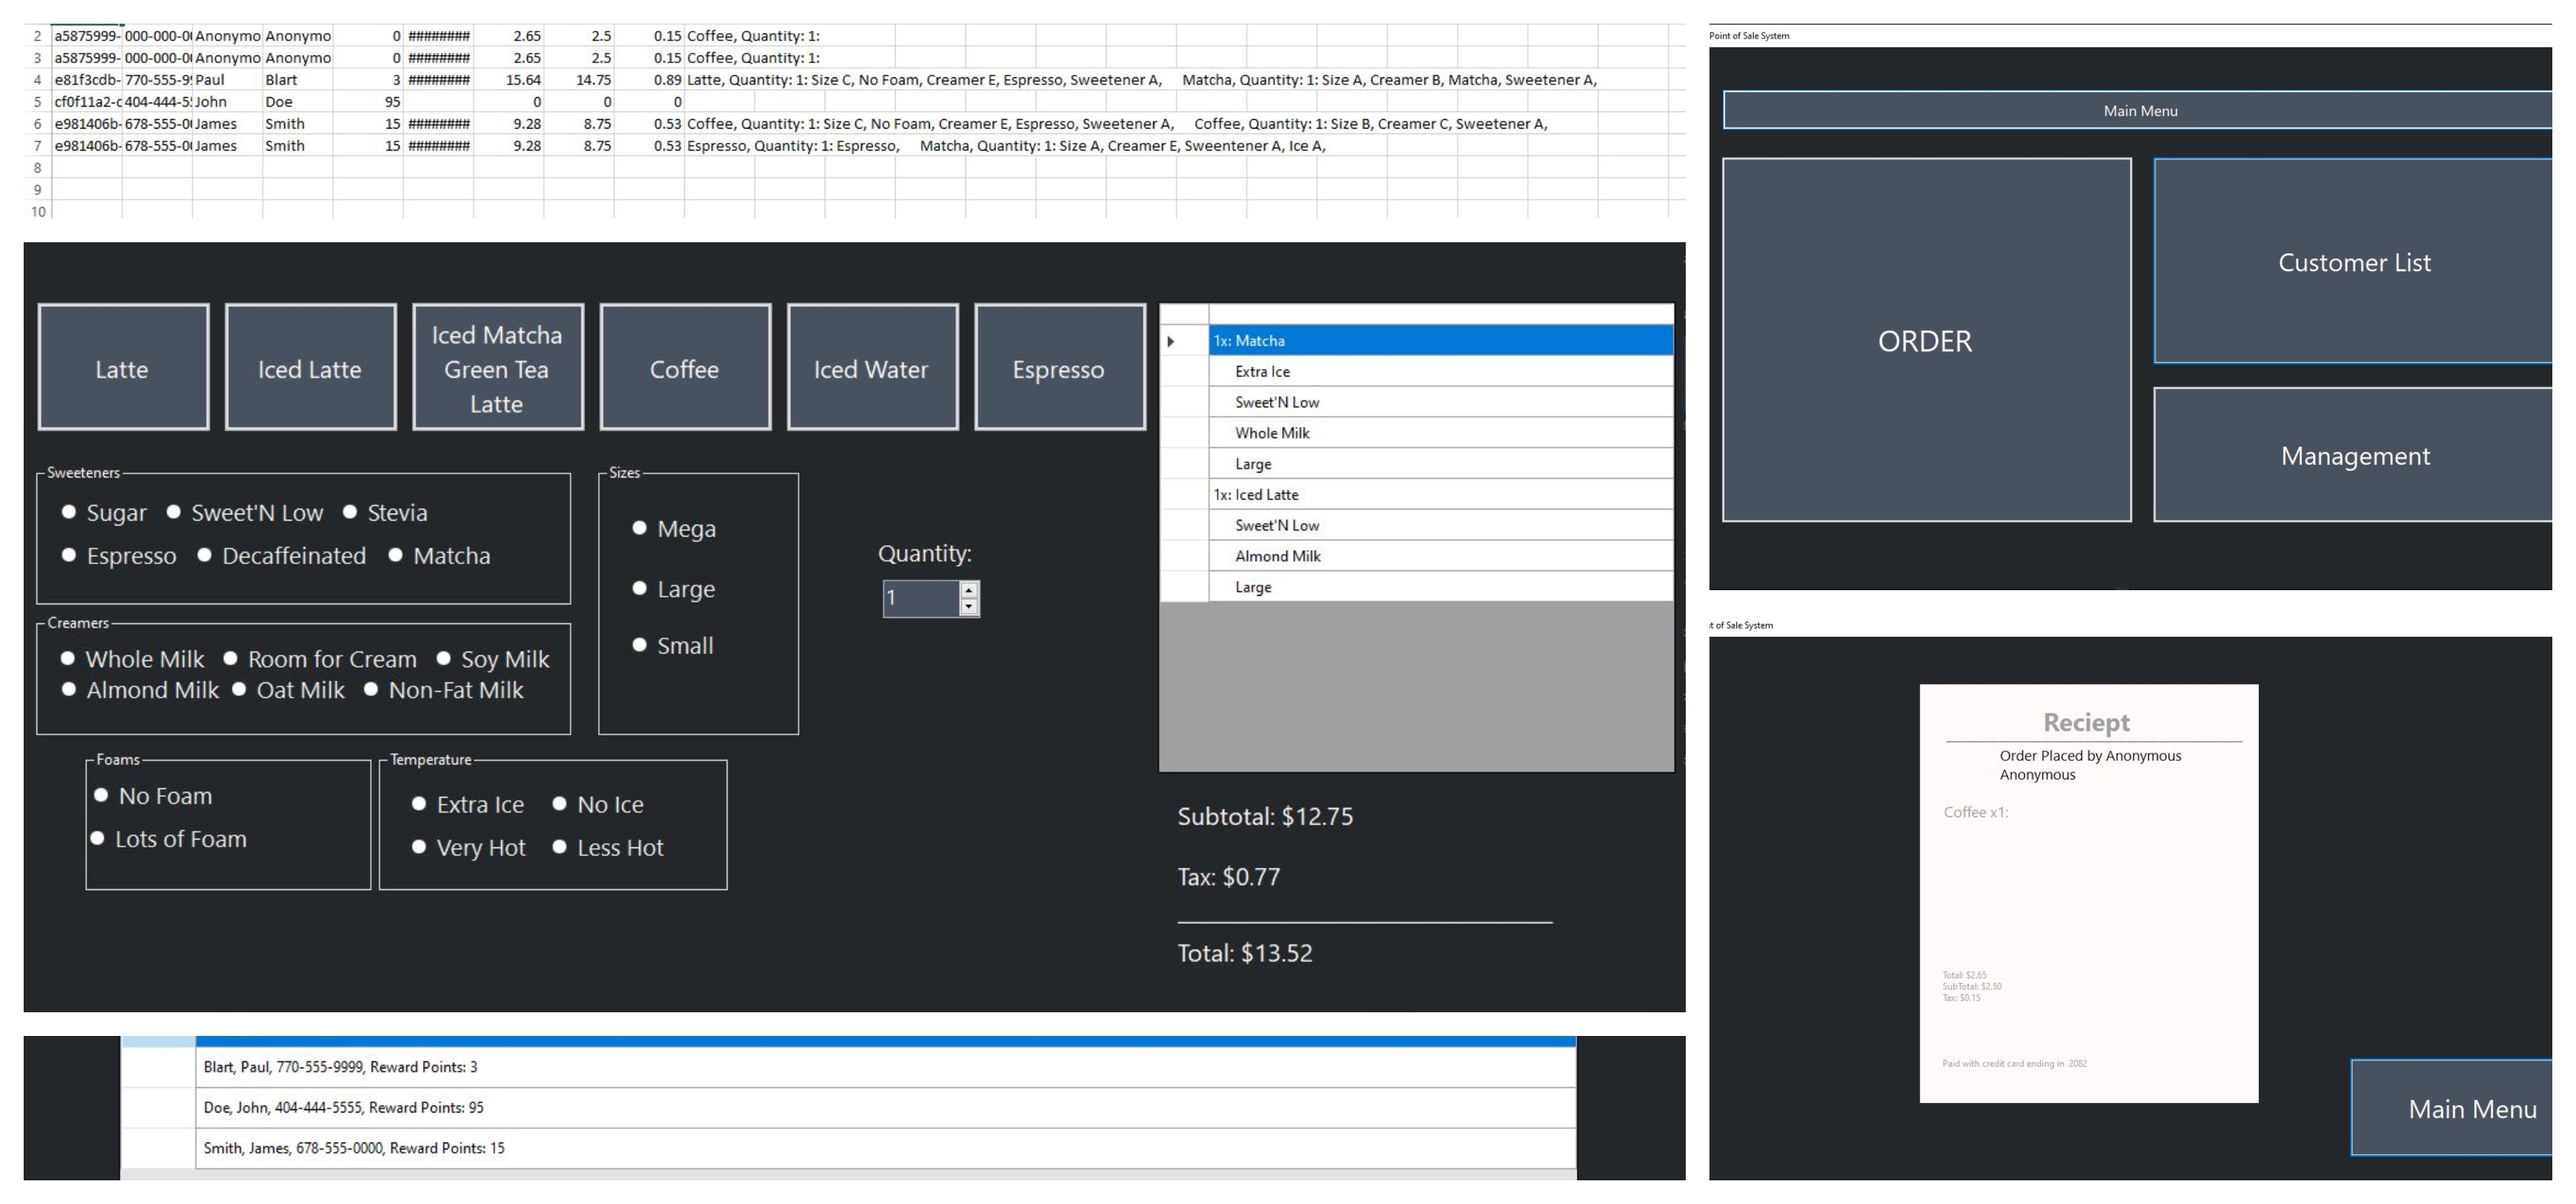 2 a5875999- 000-000-0 Anonymo Anonymo 0 ######## 2.65 2.5 0.15 Coffee, Quantity: 1:
3 a5875999- 000-000-0 Anonymo Anonymo 0 ######## 2.65 2.5 0.15 Coffee, Quantity: 1:
4 e81f3cdb- 770-555-9 Paul Blart 3 ######## 15.64 14.75 0.89 Latte, Quantity: 1: Size C, No Foam, Creamer E, Espresso, Sweetener A, Matcha, Quantity: 1: Size A, Creamer B, Matcha, Sweetener A,
5 cf0f11a2-c 404-444-5 John Doe 95 0 0 0
6 e981406b- 678-555-0 James Smith 15 ######## 9.28 8.75 0.53 Coffee, Quantity: 1: Size C, No Foam, Creamer E, Espresso, Sweetener A, Coffee, Quantity: 1: Size B, Creamer C, Sweetener A,
7 e981406b- 678-555-0 James Smith 15 ######## 9.28 8.75 0.53 Espresso, Quantity: 1: Espresso, Matcha, Quantity: 1: Size A, Creamer E, Sweentener A, Ice A,
8
9
10
Latte
Iced Latte
Iced Matcha
Green Tea
Latte
Coffee
Iced Water
Espresso
Sweeteners
Sugar Sweet'N Low Stevia
Espresso Decaffeinated Matcha
Creamers
Whole Milk Room for Cream Soy Milk
Almond Milk Oat Milk Non-Fat Milk
Sizes
Mega
Large
Small
Quantity:
1
Foams
No Foam
Lots of Foam
Temperature
Extra Ice No Ice
Very Hot Less Hot
1x: Matcha
Extra Ice
Sweet'N Low
Whole Milk
Large
1x: Iced Latte
Sweet'N Low
Almond Milk
Large
Subtotal: $12.75
Tax: $0.77
Total: $13.52
Blart, Paul, 770-555-9999, Reward Points: 3
Doe, John, 404-444-5555, Reward Points: 95
Smith, James, 678-555-0000, Reward Points: 15
Point of Sale System
Main Menu
ORDER
Customer List
Management
t of Sale System
Reciept
Order Placed by Anonymous
Anonymous
Coffee x1:
Total: $2.65
SubTotal: $2.50
Tax: $0.15
Paid with credit card ending in 2082
Main Menu